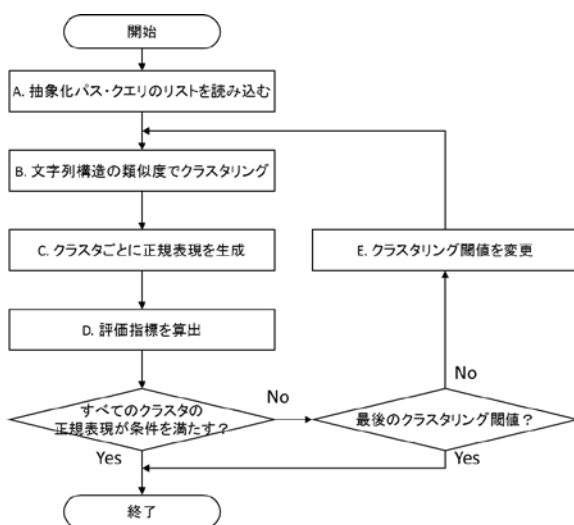 開始
A. 抽象化パス・クエリのリストを読み込む
B. 文字列構造の類似度でクラスタリング
C. クラスタごとに正規表現を生成
E. クラスタリング閾値を変更
D. 評価指標を算出
No
すべてのクラスタの
正規表現が条件を満たす？
No
最後のクラスタリング閾値？
Yes
Yes
終了